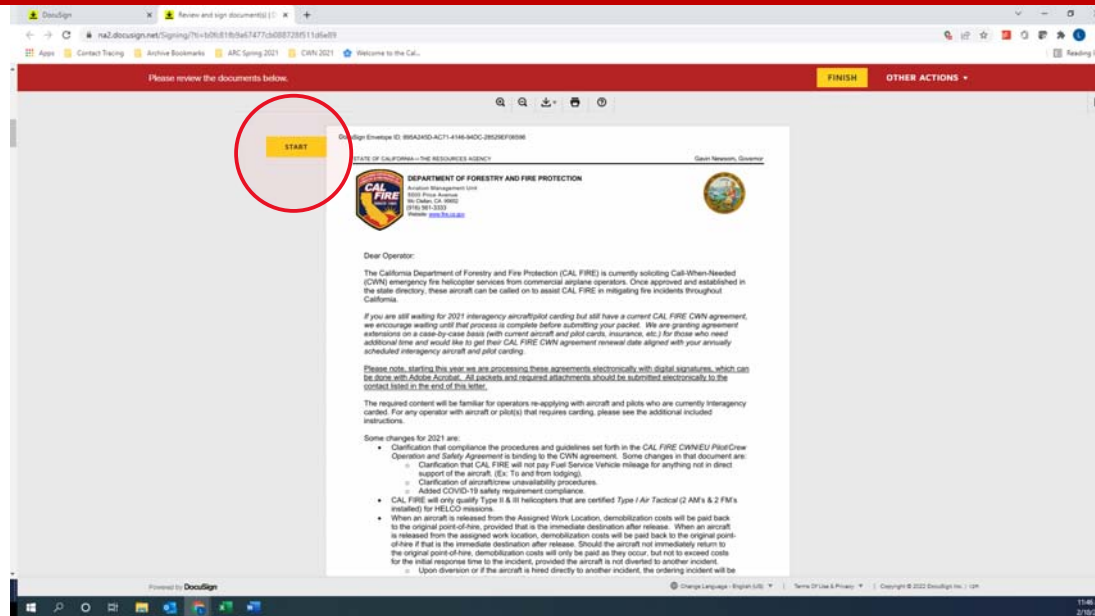 DocuSign
Review and sign document(s) | D
na2.docusign.net/Signing/?ti=
Apps Contact Tracing Archive Bookmarks ARC Spring 2021 CWN 2021 Welcome to the Cal...
Reading
Please review the documents below.
FINISH OTHER ACTIONS
START
DocuSign Envelope ID:
STATE OF CALIFORNIA—THE RESOURCES AGENCY Gavin Newsom, Governor
CAL
FIRE
DEPARTMENT OF FORESTRY AND FIRE PROTECTION
Aviation Management Unit
5500 Price Avenue
Mc Clellan, CA 95652
(916) 561-3333
Website: www.fire.ca.gov
Dear Operator:
The California Department of Forestry and Fire Protection (CAL FIRE) is currently soliciting Call-When-Needed
(CWN) emergency fire helicopter services from commercial airplane operators. Once approved and established in
the state directory, these aircraft can be called on to assist CAL FIRE in mitigating fire incidents throughout
California.
If you are still waiting for 2021 interagency aircraft/pilot carding but still have a current CAL FIRE CWN agreement,
we encourage waiting until that process is complete before submitting your packet. We are granting agreement
extensions on a case-by-case basis (with current aircraft and pilot cards, insurance, etc.) for those who need
additional time and would like to get their CAL FIRE CWN agreement renewal date aligned with your annually
scheduled interagency aircraft and pilot carding.
Please note, starting this year we are processing these agreements electronically with digital signatures, which can
be done with Adobe Acrobat. All packets and required attachments should be submitted electronically to the
contact listed in the end of this letter.
The required content will be familiar for operators re-applying with aircraft and pilots who are currently Interagency
carded. For any operator with aircraft or pilot(s) that requires carding, please see the additional included
instructions.
Some changes for 2021 are:
• Clarification that compliance the procedures and guidelines set forth in the CAL FIRE CWN/EU Pilot/Crew
Operation and Safety Agreement is binding to the CWN agreement. Some changes in that document are:
o Clarification that CAL FIRE will not pay Fuel Service Vehicle mileage for anything not in direct
support of the aircraft. (Ex: To and from lodging).
o Clarification of aircraft/crew unavailability procedures.
o Added COVID-19 safety requirement compliance.
• CAL FIRE will only qualify Type II & III helicopters that are certified Type I Air Tactical (2 AM's & 2 FM's
installed) for HELCO missions.
• When an aircraft is released from the Assigned Work Location, demobilization costs will be paid back
to the original point-of-hire, provided that is the immediate destination after release. When an aircraft
is released from the assigned work location, demobilization costs will be paid back to the original point-
of-hire if that is the immediate destination after release. Should the aircraft not immediately return to
the original point-of-hire, demobilization costs will only be paid as they occur, but not to exceed costs
for the initial response time to the incident, provided the aircraft is not diverted to another incident.
o Upon diversion or if the aircraft is hired directly to another incident, the ordering incident will be
Powered by DocuSign
Change Language - English (US) | Terms Of Use & Privacy | Copyright © 2022 DocuSign Inc. |
11:46